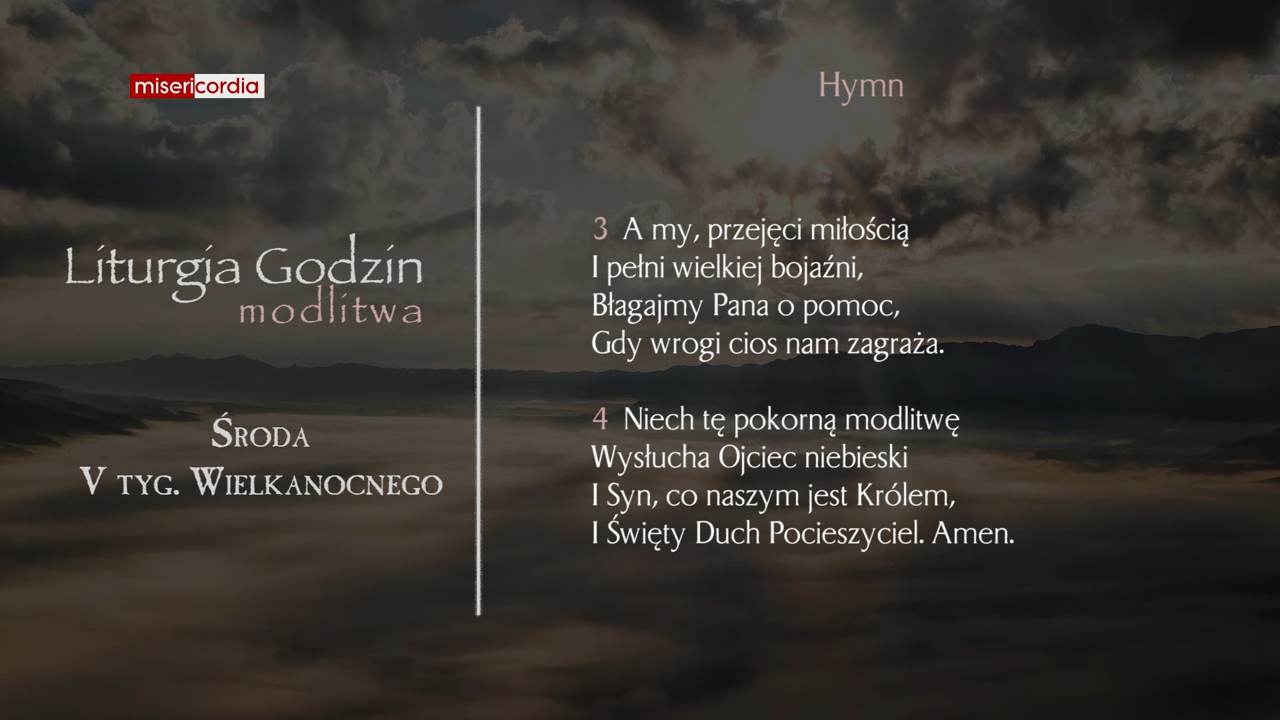 misericordia
Liturgia Godzin
modlitwa
Środa
V tyg. Wielkanocnego
Hymn
3 A my, przejęci miłością
I pełni wielkiej bojaźni,
Błagajmy Pana o pomoc,
Gdy wrogi cios nam zagraża.
4 Niech tę pokorną modlitwę
Wysłucha Ojciec niebieski
I Syn, co naszym jest Królem,
I Święty Duch Pocieszyciel. Amen.